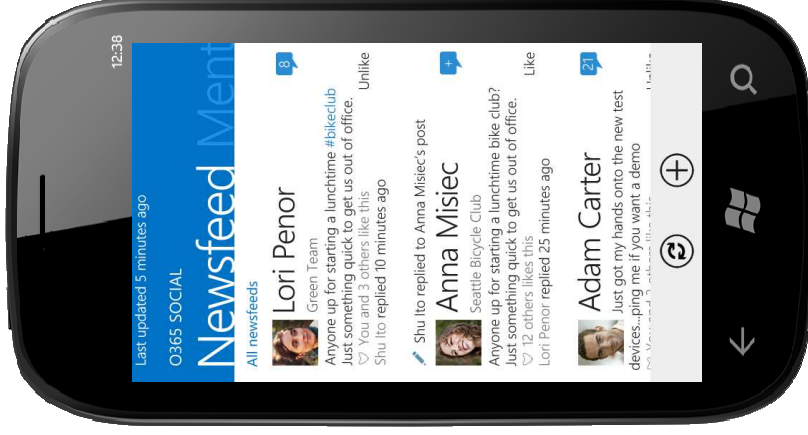 12:38
Last updated 5 minutes ago
O365 SOCIAL
Newsfeed Ment
All newsfeeds
Lori Penor
8
Green Team
Anyone up for starting a lunchtime #bikeclub
Just something quick to get us out of office.
You and 3 others like this
Unlike
Shu Ito replied 10 minutes ago
Shu Ito replied to Anna Misiec's post
Anna Misiec
+
Seattle Bicycle Club
Anyone up for starting a lunchtime bike club?
Just something quick to get us out of office.
12 others likes this
Like
Lori Penor replied 25 minutes ago
Adam Carter
21
Just got my hands onto the new test
devices...ping me if you want a demo